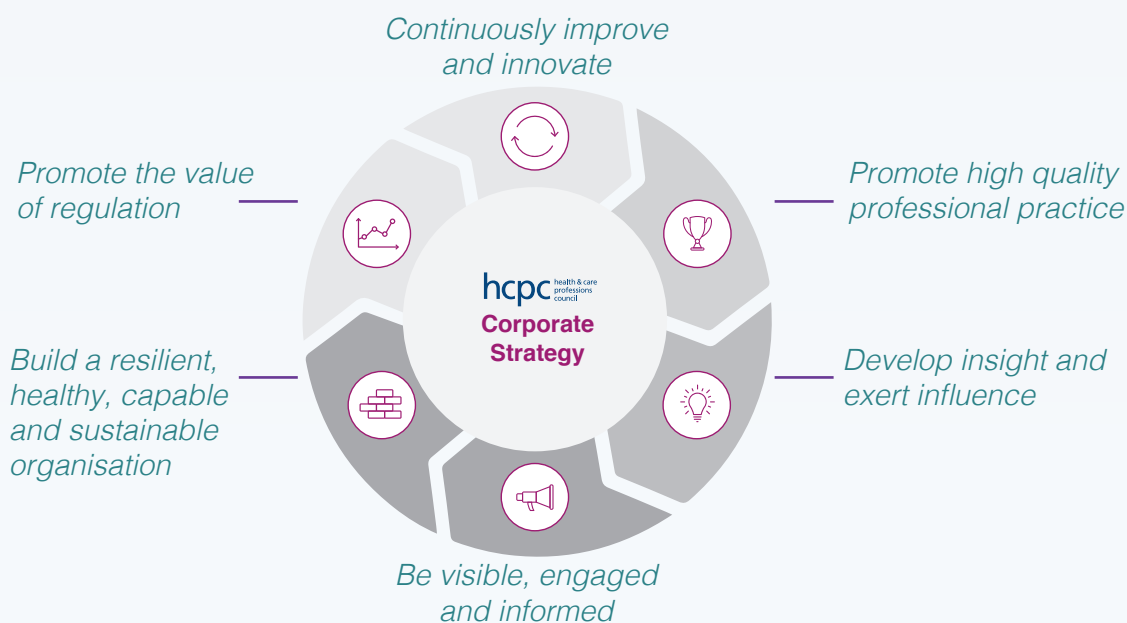 Continuously improve
and innovate
Promote the value
of regulation
Promote high quality
professional practice
hcpc health & care
professions
council
Corporate
Strategy
Build a resilient,
healthy, capable
and sustainable
organisation
Develop insight and
exert influence
Be visible, engaged
and informed